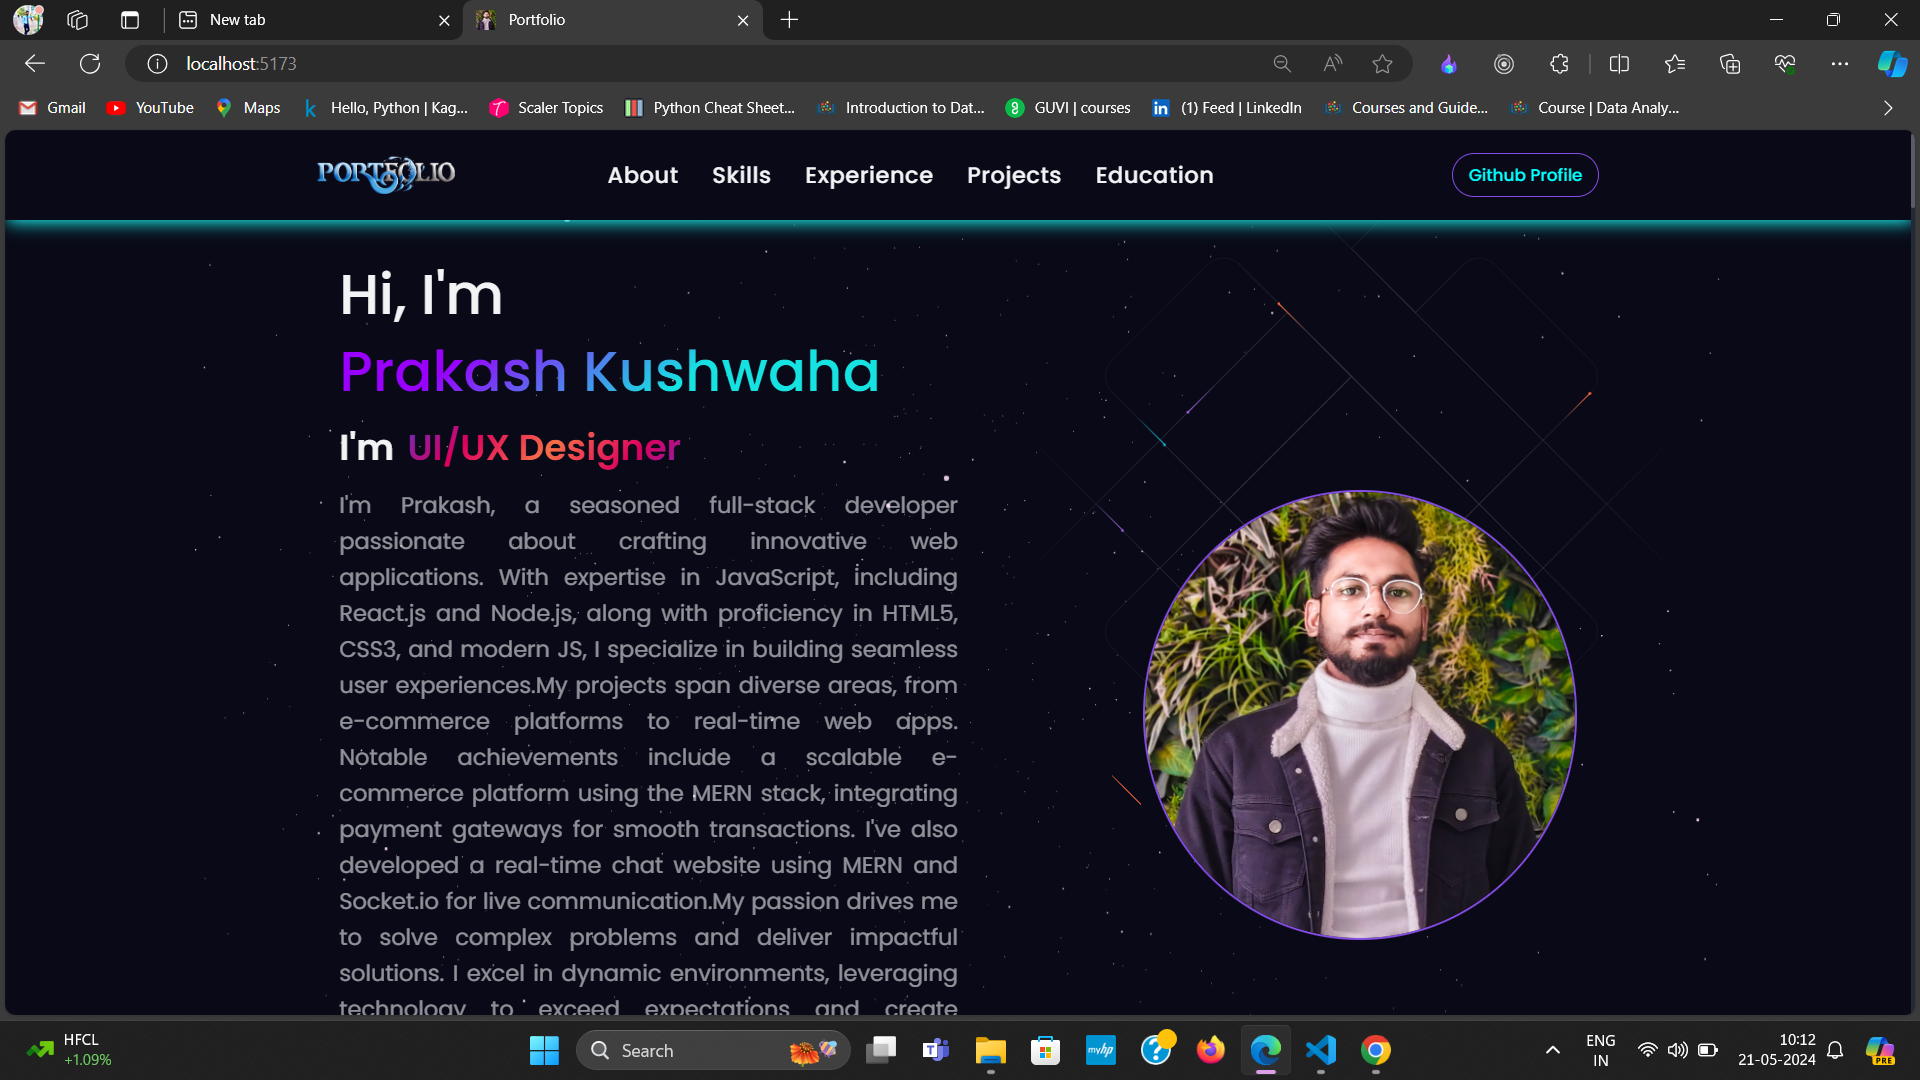 New tab
Portfolio
localhost:5173
Gmail
YouTube
Maps
Hello, Python | Kag...
Scaler Topics
Python Cheat Sheet...
Introduction to Dat...
GUVI | courses
(1) Feed | LinkedIn
Courses and Guide...
Course | Data Analy...
PORTFOLIO
About
Skills
Experience
Projects
Education
Github Profile
Hi, I'm
Prakash Kushwaha
I'm UI/UX Designer
I'm Prakash, a seasoned full-stack developer
passionate about crafting innovative web
applications. With expertise in JavaScript, including
React.js and Node.js, along with proficiency in HTML5,
CSS3, and modern JS, I specialize in building seamless
user experiences.My projects span diverse areas, from
e-commerce platforms to real-time web apps.
Notable achievements include a scalable e-
commerce platform using the MERN stack, integrating
payment gateways for smooth transactions. I've also
developed a real-time chat website using MERN and
Socket.io for live communication.My passion drives me
to solve complex problems and deliver impactful
solutions. I excel in dynamic environments, leveraging
technology to exceed expectations and create
HFCL
+1.09%
Search
myhp
ENG
IN
10:12
21-05-2024
PRE